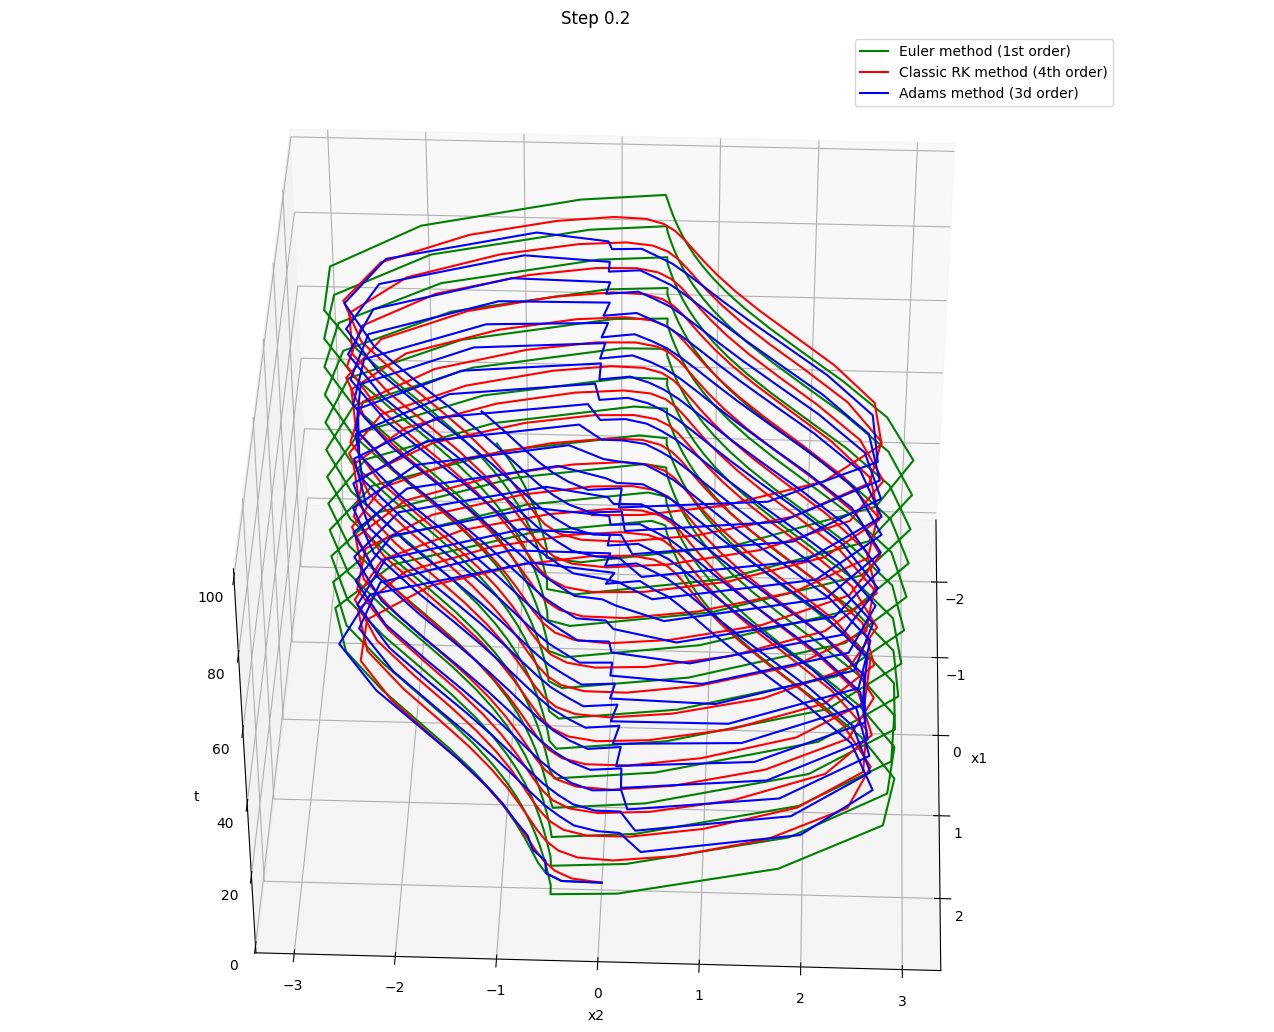 Step 0.2
Euler method (1st order)
Classic RK method (4th order)
Adams method (3d order)
100
80
60
t
40
20
0
−3
−2
−1
0
1
2
3
x2
−2
−1
0
x1
1
2